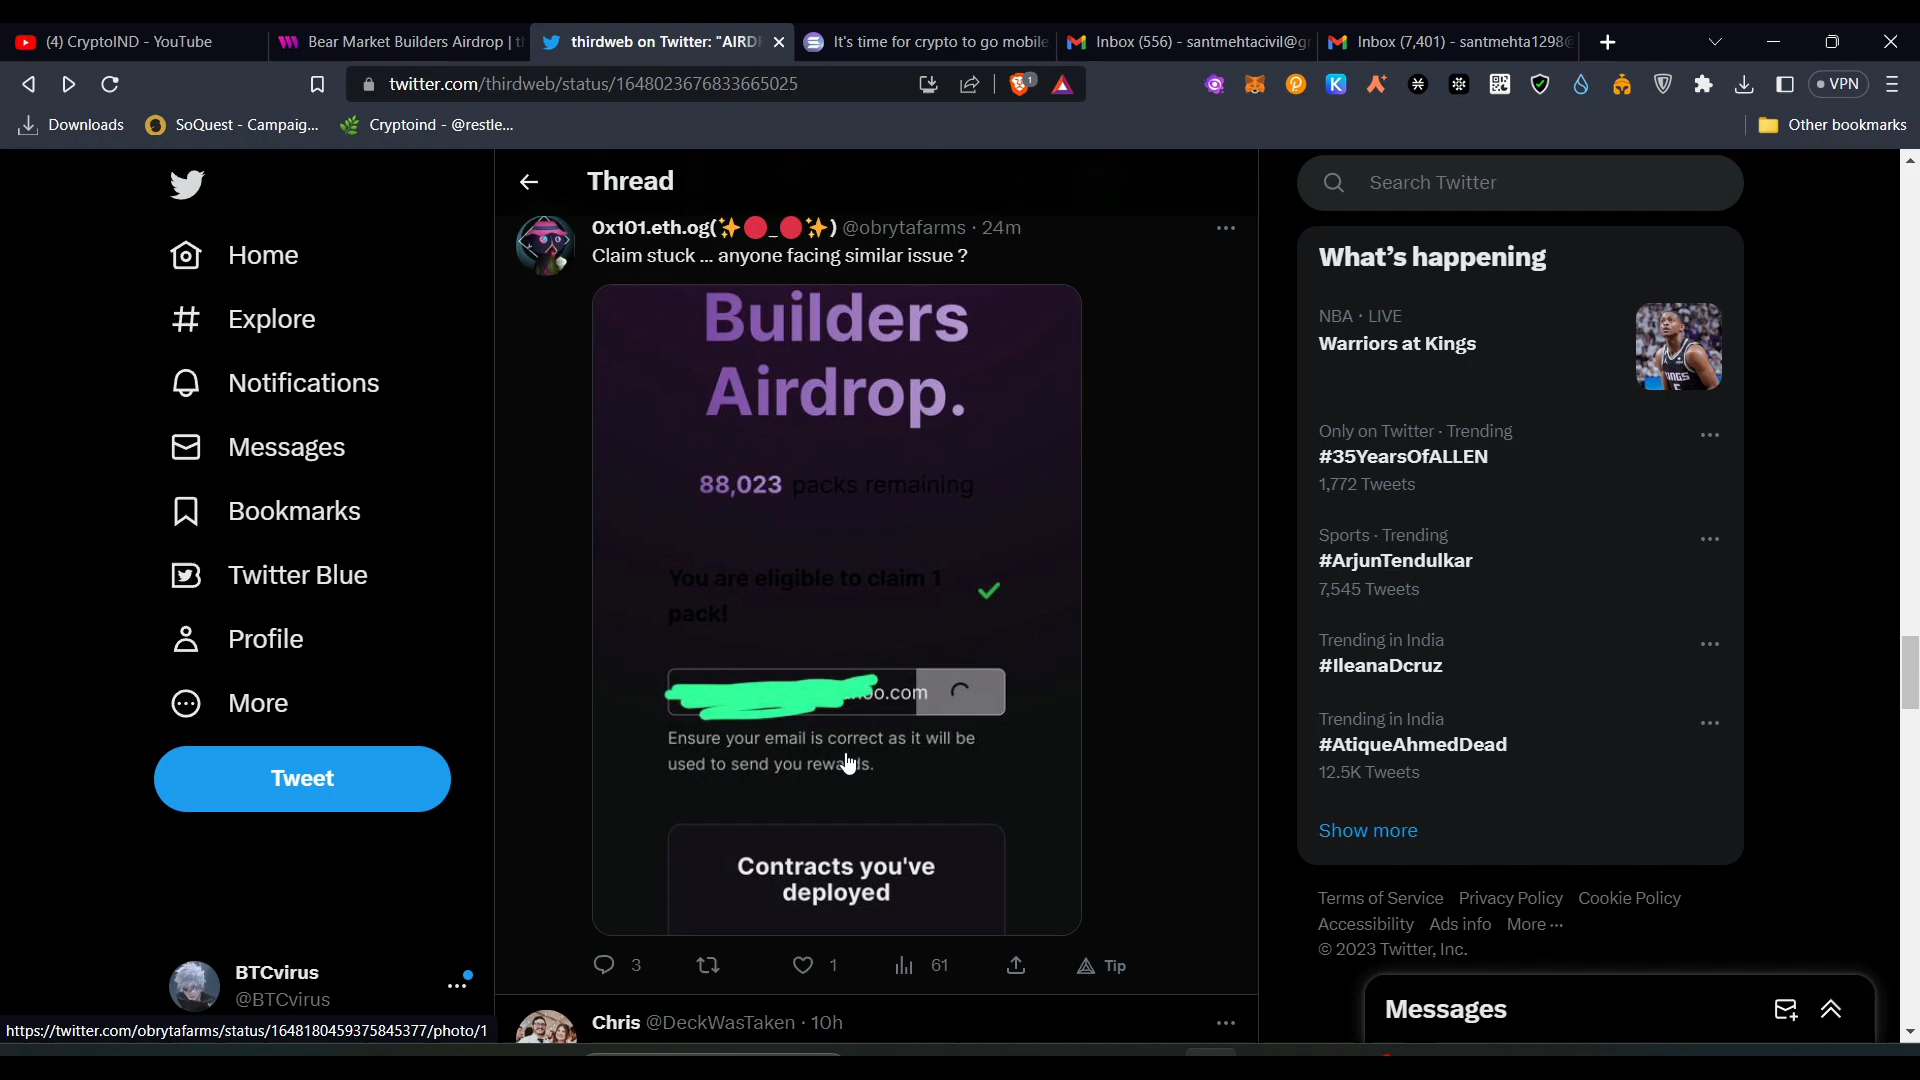 (4) CryptoIND - YouTube
Bear Market Builders Airdrop | t
thirdweb on Twitter: "AIRD
It's time for crypto to go mobile
Inbox (556) - santmehtacivil@g
Inbox (7,401) - santmehta1298@
twitter.com/thirdweb/status/1648023676833665025
1
VPN
Downloads
SoQuest - Campaig...
Cryptoind - @restle...
Other bookmarks
Home
Explore
Notifications
Messages
Bookmarks
Twitter Blue
Profile
More
Tweet
BTCvirus
@BTCvirus
https://twitter.com/obrytafarms/status/1648180459375845377/photo/1
Thread
0x101.eth.og(✨🔴_🔴✨) @obrytafarms · 24m
Claim stuck ... anyone facing similar issue ?
Builders
Airdrop.
88,023 packs remaining
You are eligible to claim 1
pack!
oo.com
Ensure your email is correct as it will be
used to send you rewards.
Contracts you've
deployed
3
1
61
Tip
Chris @DeckWasTaken · 10h
Search Twitter
What's happening
NBA · LIVE
Warriors at Kings
Only on Twitter · Trending
#35YearsOfALLEN
1,772 Tweets
Sports · Trending
#ArjunTendulkar
7,545 Tweets
Trending in India
#IleanaDcruz
Trending in India
#AtiqueAhmedDead
12.5K Tweets
Show more
Terms of Service Privacy Policy Cookie Policy
Accessibility Ads info More ...
© 2023 Twitter, Inc.
Messages